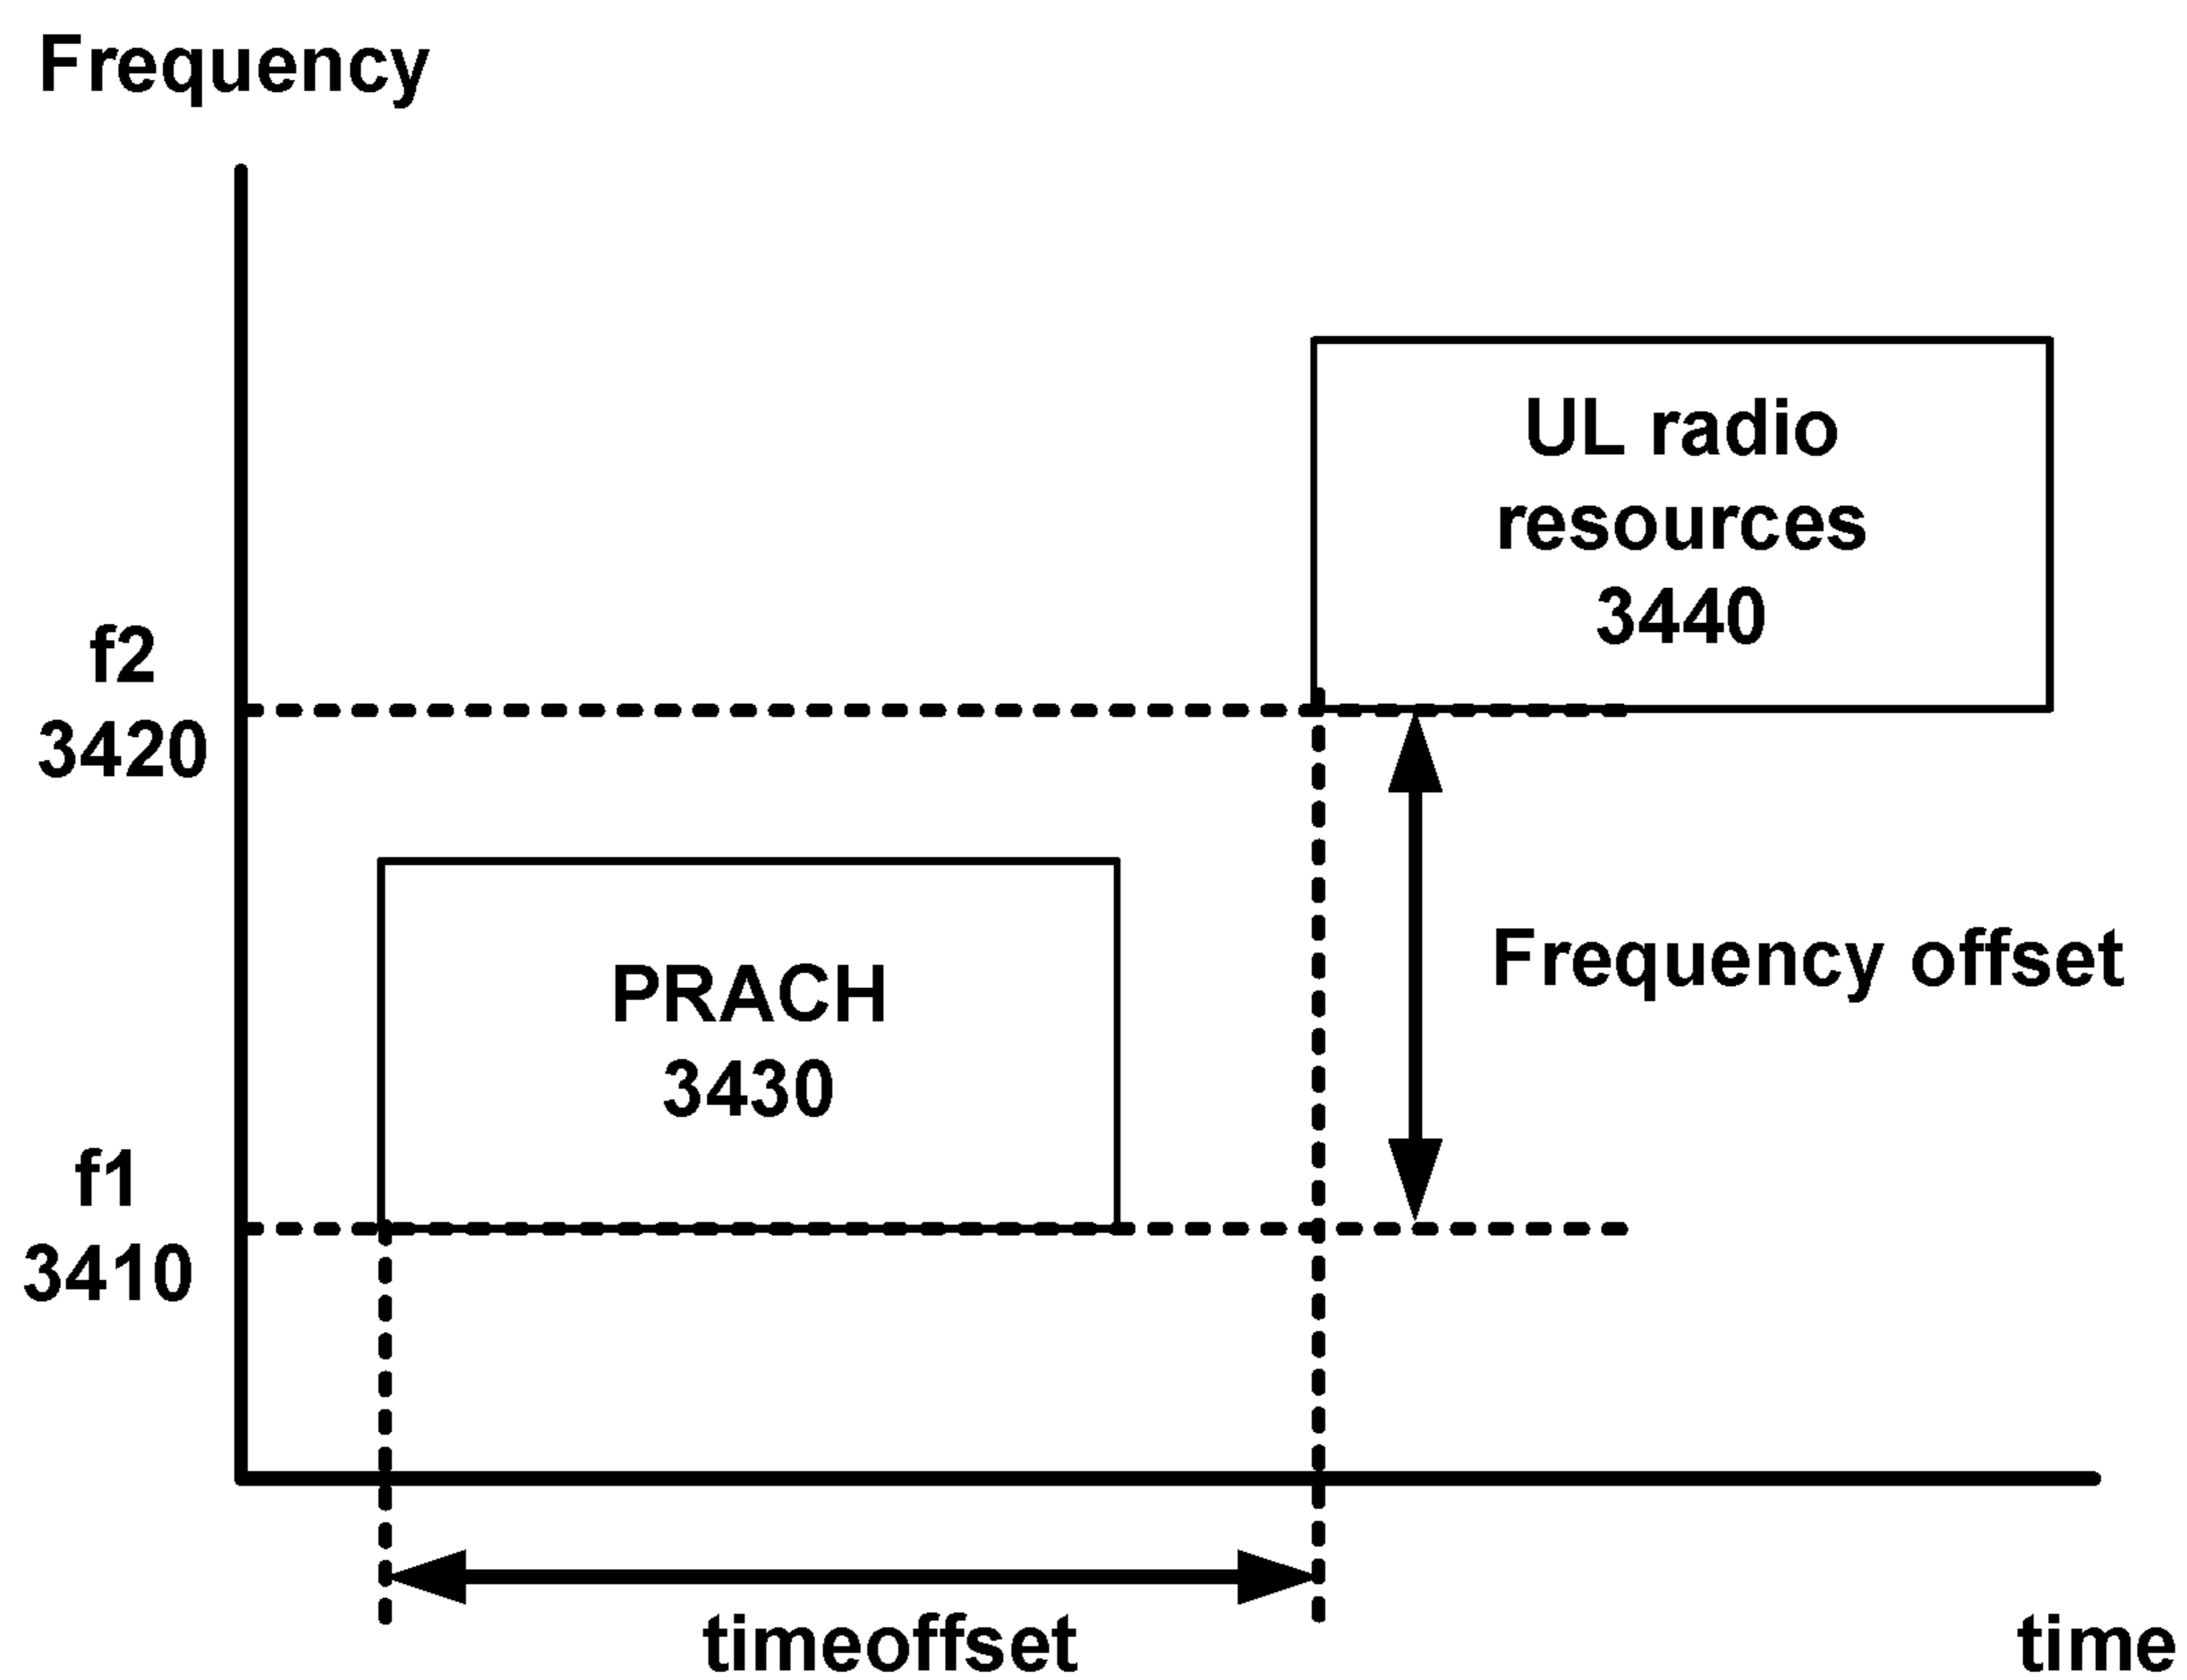 Frequency
UL radio
resources
3440
f2
3420
Frequency offset
PRACH
3430
f1
3410
timeoffset
time